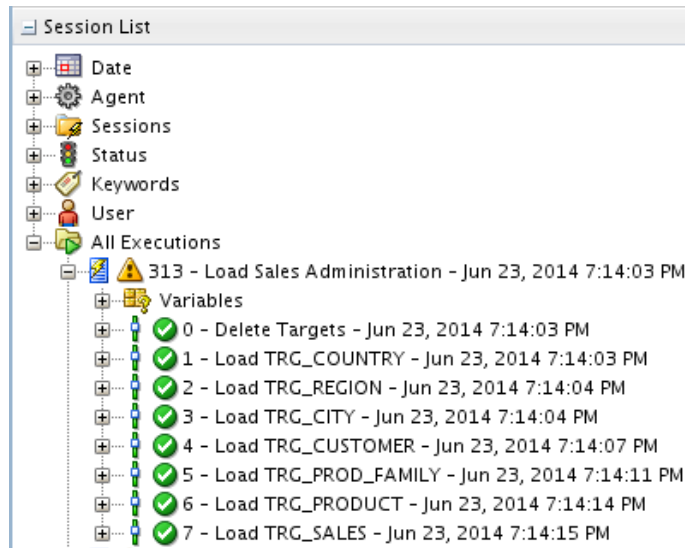 Session List
Date
Agent
Sessions
Status
Keywords
User
All Executions
313 - Load Sales Administration - Jun 23, 2014 7:14:03 PM
Variables
0 - Delete Targets - Jun 23, 2014 7:14:03 PM
1 - Load TRG_COUNTRY - Jun 23, 2014 7:14:03 PM
2 - Load TRG_REGION - Jun 23, 2014 7:14:04 PM
3 - Load TRG_CITY - Jun 23, 2014 7:14:04 PM
4 - Load TRG_CUSTOMER - Jun 23, 2014 7:14:07 PM
5 - Load TRG_PROD_FAMILY - Jun 23, 2014 7:14:11 PM
6 - Load TRG_PRODUCT - Jun 23, 2014 7:14:14 PM
7 - Load TRG_SALES - Jun 23, 2014 7:14:15 PM